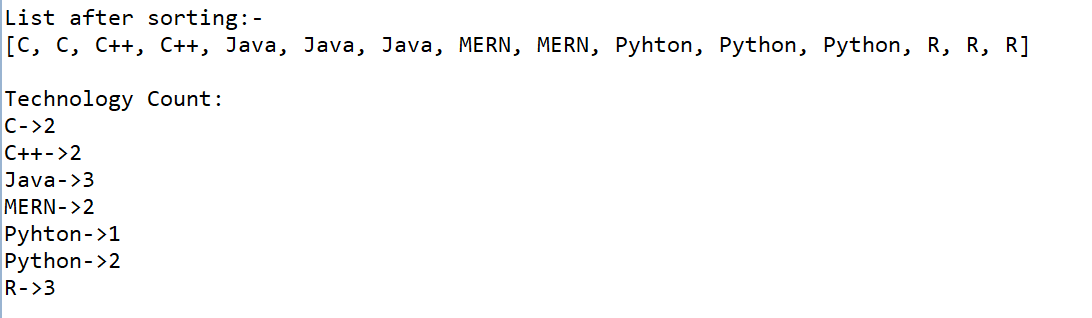 List after sorting:-
[C, C, C++, C++, Java, Java, Java, MERN, MERN, Pyhton, Python, Python, R, R, R]
Technology Count:
C->2
C++->2
Java->3
MERN->2
Pyhton->1
Python->2
R->3